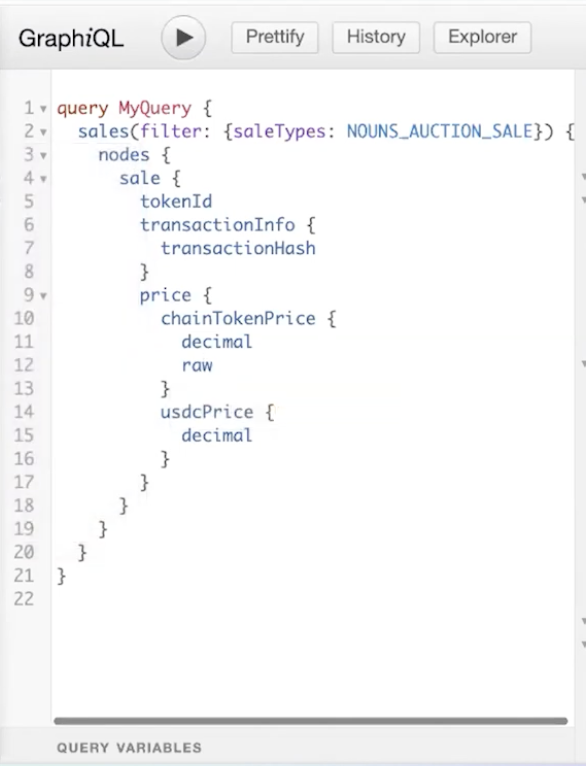 GraphiQL Prettify History Explorer
1 query MyQuery {
2 sales(filter: {saleTypes: NOUNS_AUCTION_SALE}) {
3 nodes {
4 sale {
5 tokenId
6 transactionInfo {
7 transactionHash
8 }
9 price {
10 chainTokenPrice {
11 decimal
12 raw
13 }
14 usdcPrice {
15 decimal
16 }
17 }
18 }
19 }
20 }
21 }
22
QUERY VARIABLES